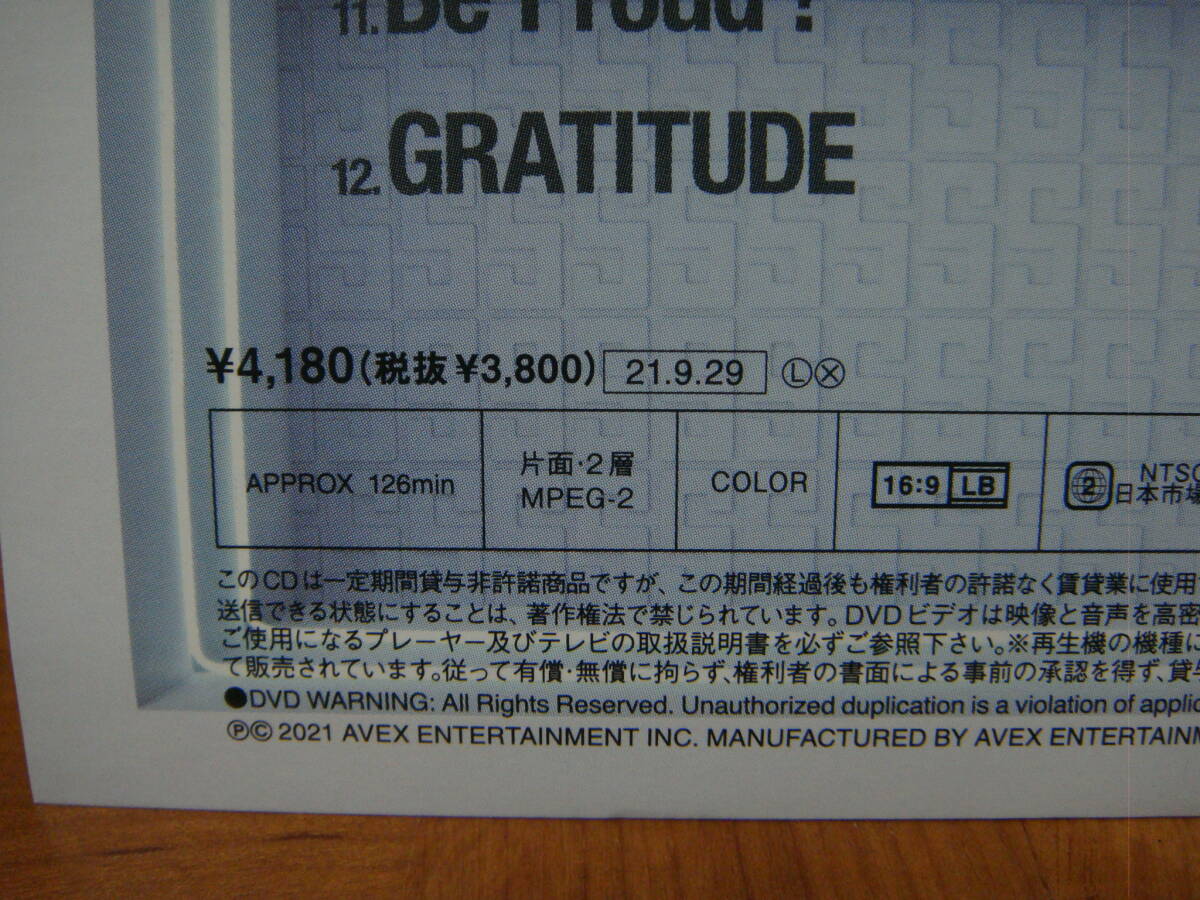 11. Be Proud !
12. GRATITUDE
¥4,180(税抜 ¥3,800) 21.9.29 Ⓛ Ⓧ
APPROX 126min
片面·2層
MPEG-2
COLOR
16:9 LB
2
NTSC
日本市場
このCDは一定期間貸与非許諾商品ですが、この期間経過後も権利者の許諾なく賃貸業に使用
送信できる状態にすることは、著作権法で禁じられています。DVDビデオは映像と音声を高密
ご使用になるプレーヤー及びテレビの取扱説明書を必ずご参照下さい。※再生機の機種に
て販売されています。従って有償·無償に拘らず、権利者の書面による事前の承認を得ず、貸与
●DVD WARNING: All Rights Reserved. Unauthorized duplication is a violation of applic
Ⓟ© 2021 AVEX ENTERTAINMENT INC. MANUFACTURED BY AVEX ENTERTAINM